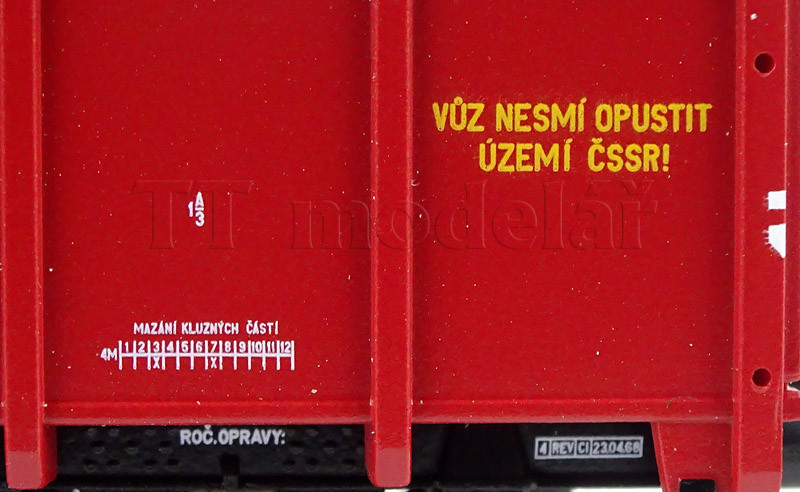 VŮZ NESMÍ OPUSTIT
ÚZEMÍ ČSSR!
TT modelář
1 A/3
MAZÁNÍ KLUZNÝCH ČÁSTÍ
4M 1 2 3 4 5 6 7 8 9 10 11 12
X X
ROČ.OPRAVY:
4 REV CI 23.04.68